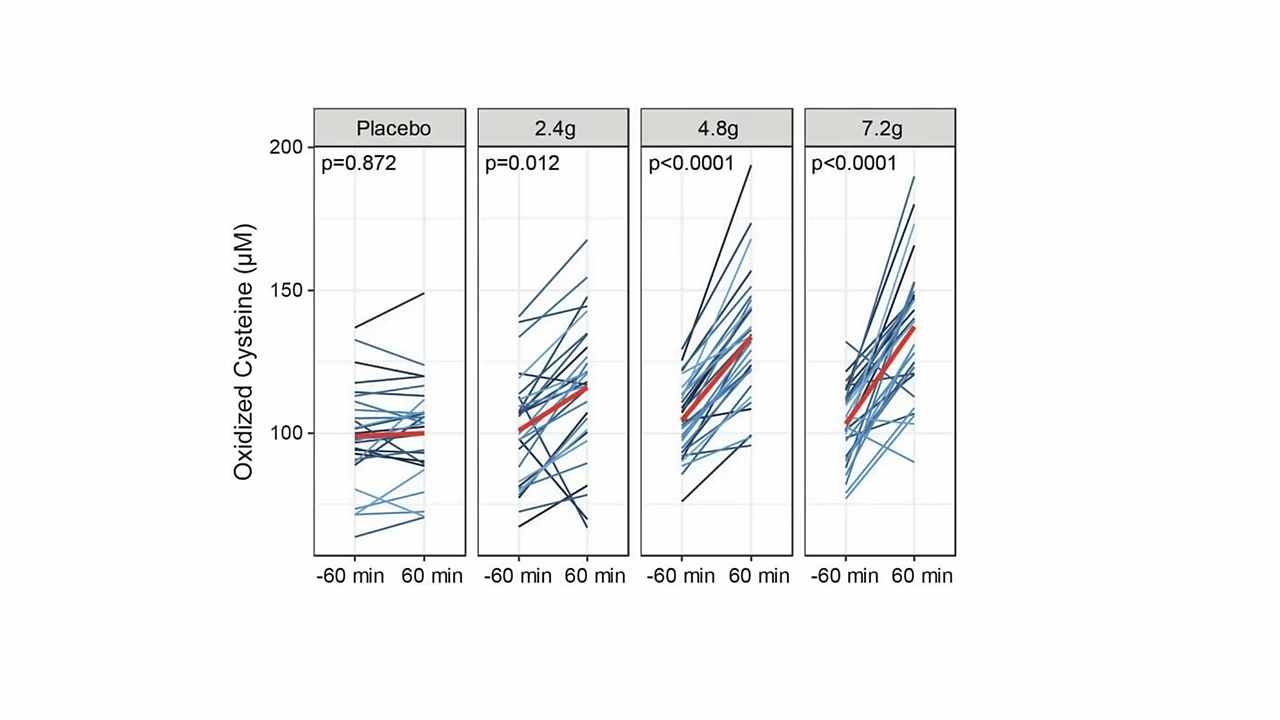 Placebo 2.4g 4.8g 7.2g
p=0.872 p=0.012 p<0.0001 p<0.0001
200
150
100
Oxidized Cysteine (µM)
-60 min 60 min -60 min 60 min -60 min 60 min -60 min 60 min